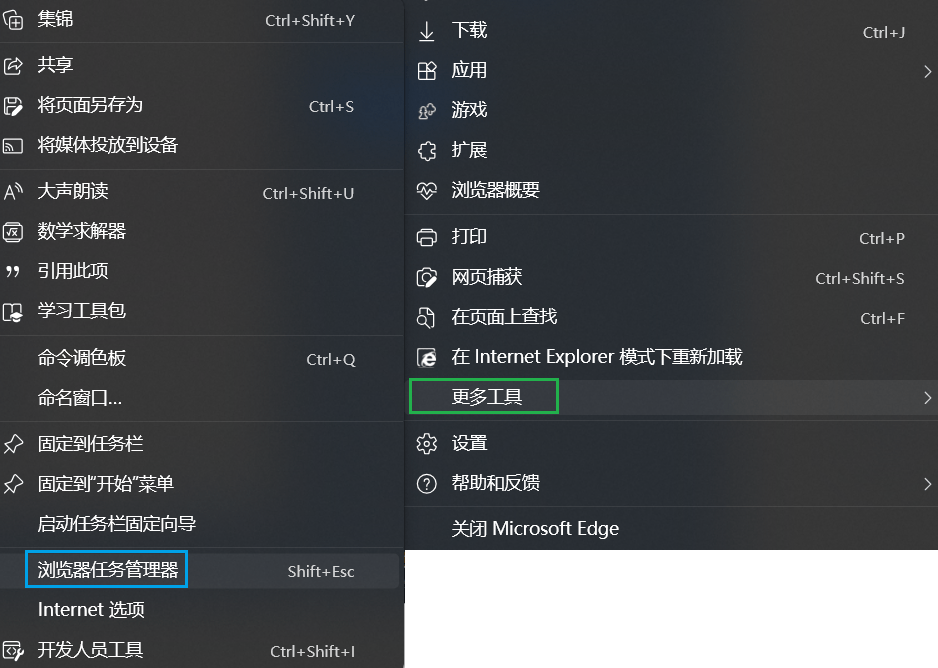 集锦 Ctrl+Shift+Y
共享
将页面另存为 Ctrl+S
将媒体投放到设备
大声朗读 Ctrl+Shift+U
数学求解器
引用此项
学习工具包
命令调色板 Ctrl+Q
命名窗口...
固定到任务栏
固定到“开始”菜单
启动任务栏固定向导
浏览器任务管理器 Shift+Esc
Internet 选项
开发人员工具 Ctrl+Shift+I
下载 Ctrl+J
应用
游戏
扩展
浏览器概要
打印 Ctrl+P
网页捕获 Ctrl+Shift+S
在页面上查找 Ctrl+F
在 Internet Explorer 模式下重新加载
更多工具
设置
帮助和反馈
关闭 Microsoft Edge